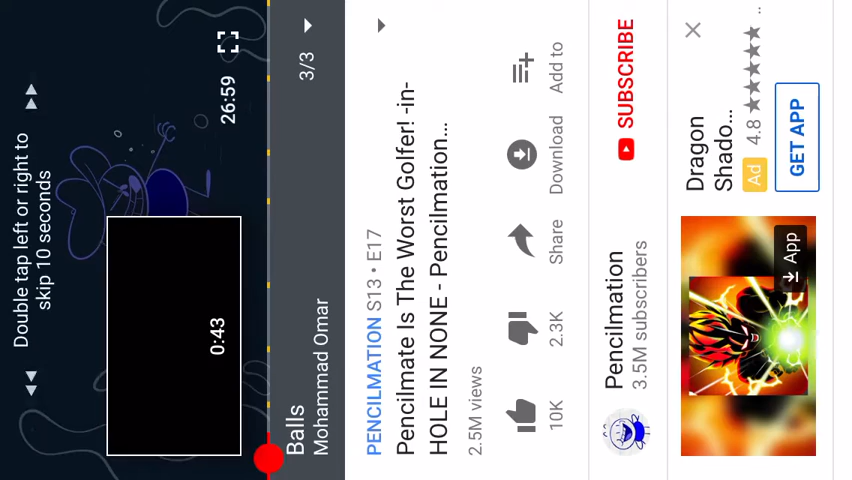 Double tap left or right to
skip 10 seconds
0:43
26:59
Balls
Mohammad Omar
3/3
PENCILMATION S13 • E17
Pencilmate Is The Worst Golfer! -in-
HOLE IN NONE - Pencilmation...
2.5M views
10K
2.3K
Share
Download
Add to
Pencilmation
3.5M subscribers
SUBSCRIBE
App
Dragon
Shado...
Ad 4.8 ★★★★★ ..
GET APP